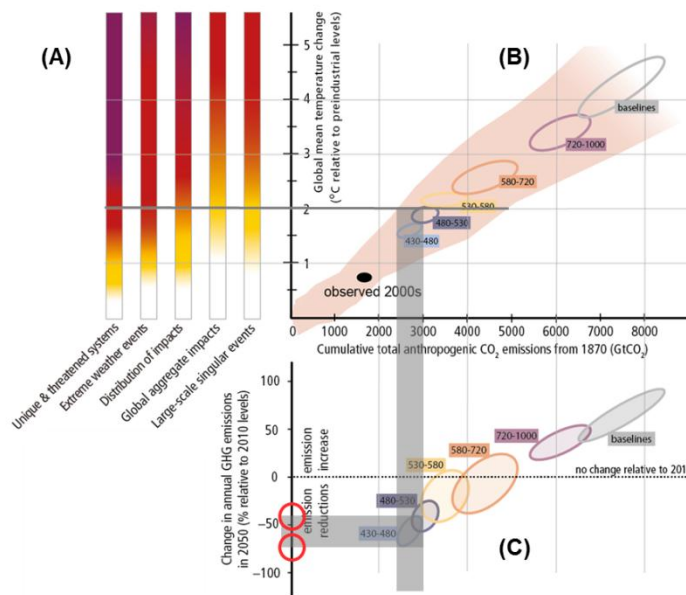 (A)
Global mean temperature change
(°C relative to preindustrial levels)
5
4
3
2
1
Unique & threatened systems
Extreme weather events
Distribution of impacts
Global aggregate impacts
Large-scale singular events
(B)
baselines
720-1000
580-720
530-580
480-530
430-480
observed 2000s
0
1000
2000
3000
4000
5000
6000
7000
8000
Cumulative total anthropogenic CO2 emissions from 1870 (GtCO2)
Change in annual GHG emissions
in 2050 (% relative to 2010 levels)
100
50
0
−50
−100
emission
increase
emission
reductions
720-1000
580-720
baselines
530-580
no change relative to 201
480-530
430-480
(C)